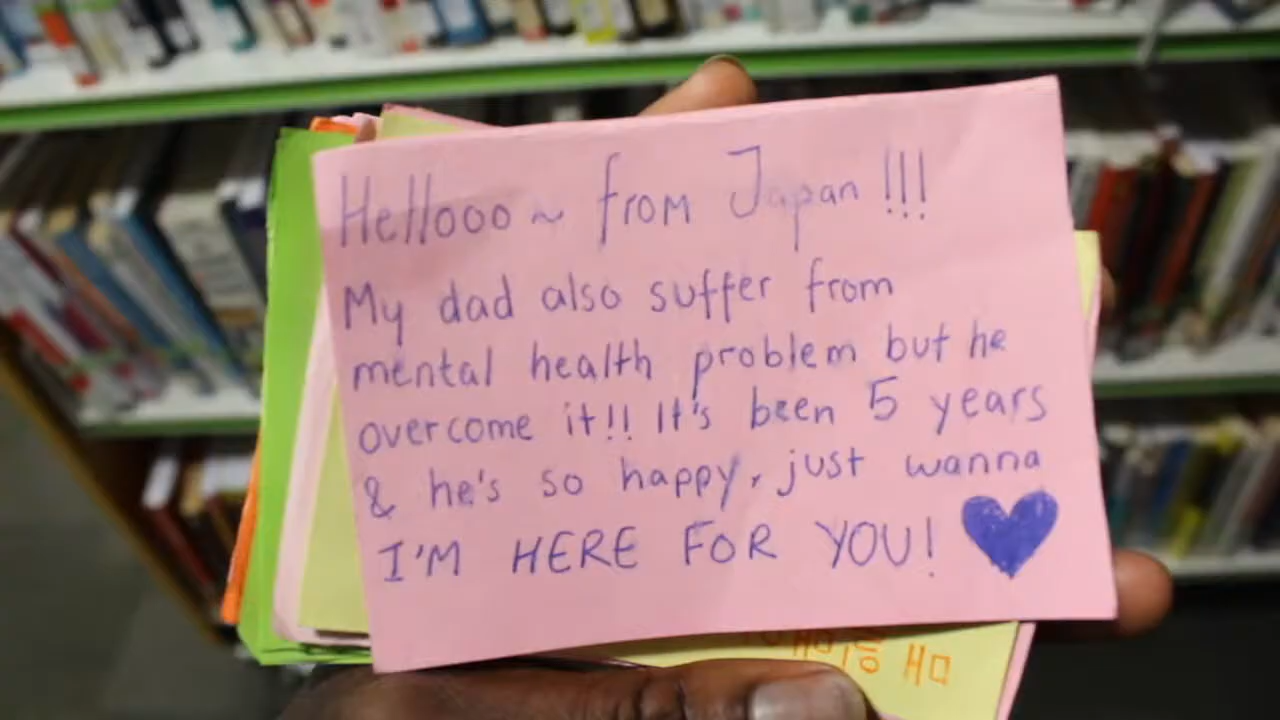 Hellooo ~ from Japan !!!
My dad also suffer from
mental health problem but he
overcome it!! It's been 5 years
& he's so happy, just wanna
I'M HERE FOR YOU!